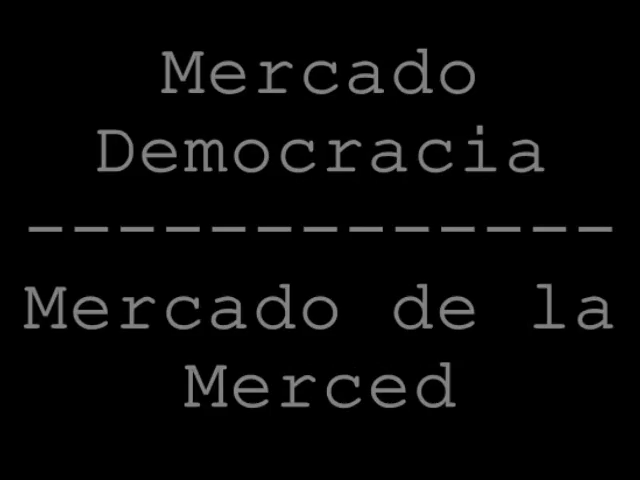 Mercado
Democracia
-------------
Mercado de la
Merced